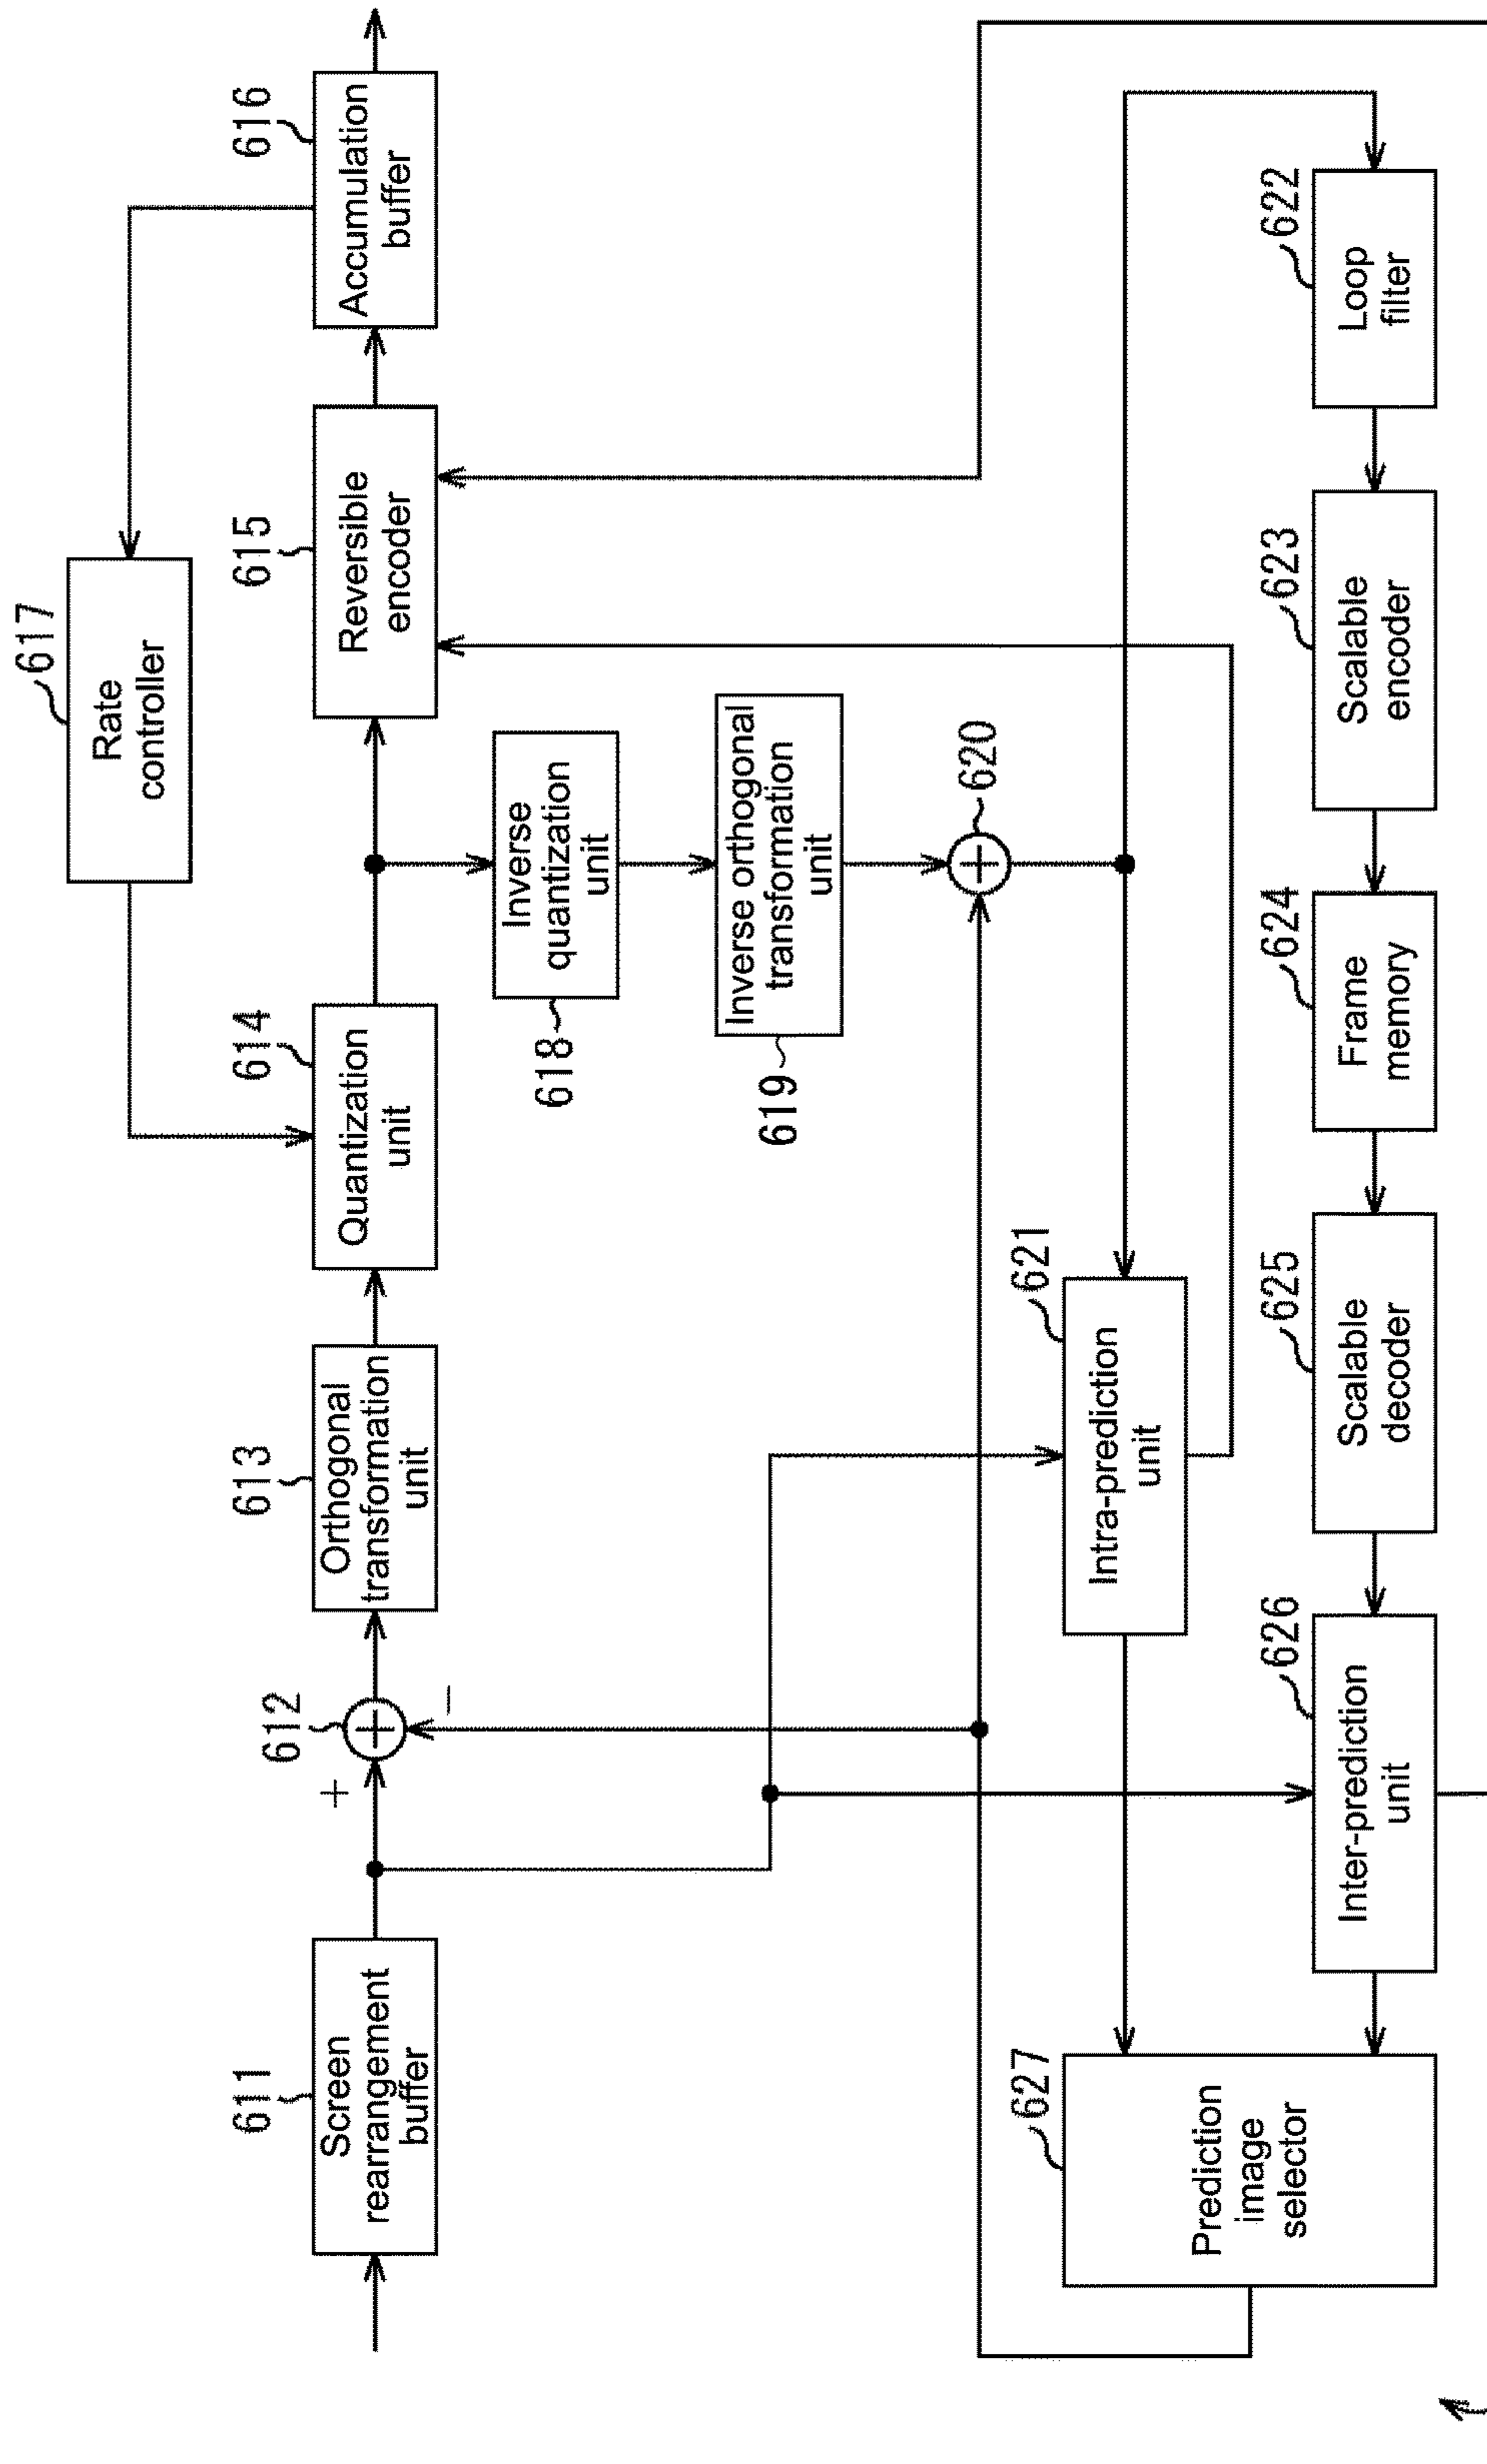 617
Rate
controller
611
Screen
rearrangement
buffer
612
+
−
613
Orthogonal
transformation
unit
614
Quantization
unit
615
Reversible
encoder
616
Accumulation
buffer
618
Inverse
quantization
unit
619
Inverse orthogonal
transformation
unit
620
621
Intra-prediction
unit
627
Prediction
image
selector
626
Inter-prediction
unit
625
Scalable
decoder
624
Frame
memory
623
Scalable
encoder
622
Loop
filter